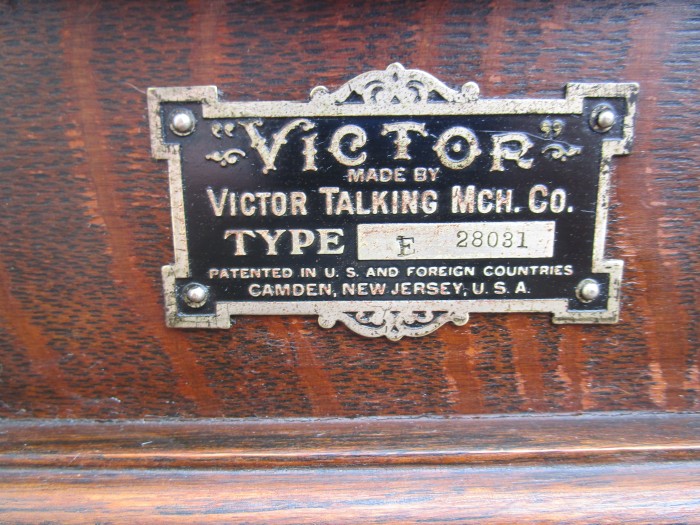 "VICTOR"
MADE BY
VICTOR TALKING MCH. CO.
TYPE E 28031
PATENTED IN U. S. AND FOREIGN COUNTRIES
CAMDEN, NEW JERSEY, U. S. A.